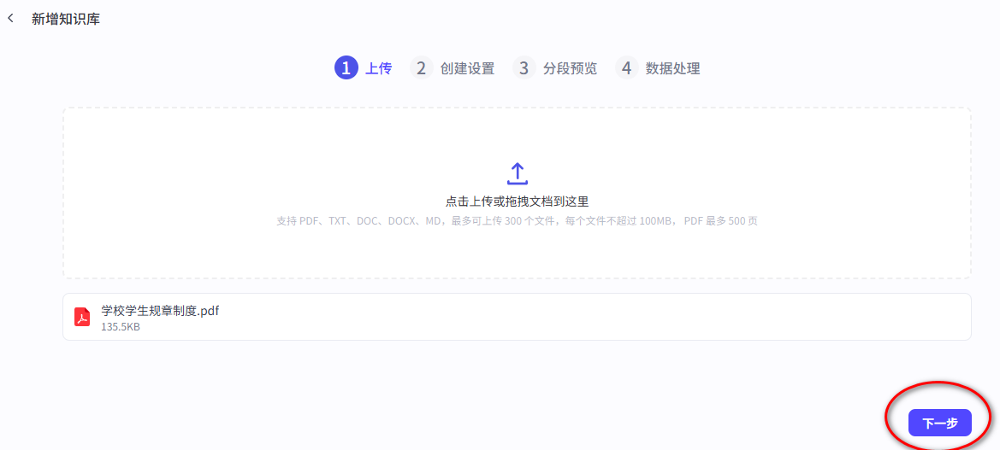 新增知识库
1 上传 2 创建设置 3 分段预览 4 数据处理
点击上传或拖拽文档到这里
支持 PDF、TXT、DOC、DOCX、MD，最多可上传 300 个文件，每个文件不超过 100MB， PDF 最多 500 页
学校学生规章制度.pdf
135.5KB
下一步